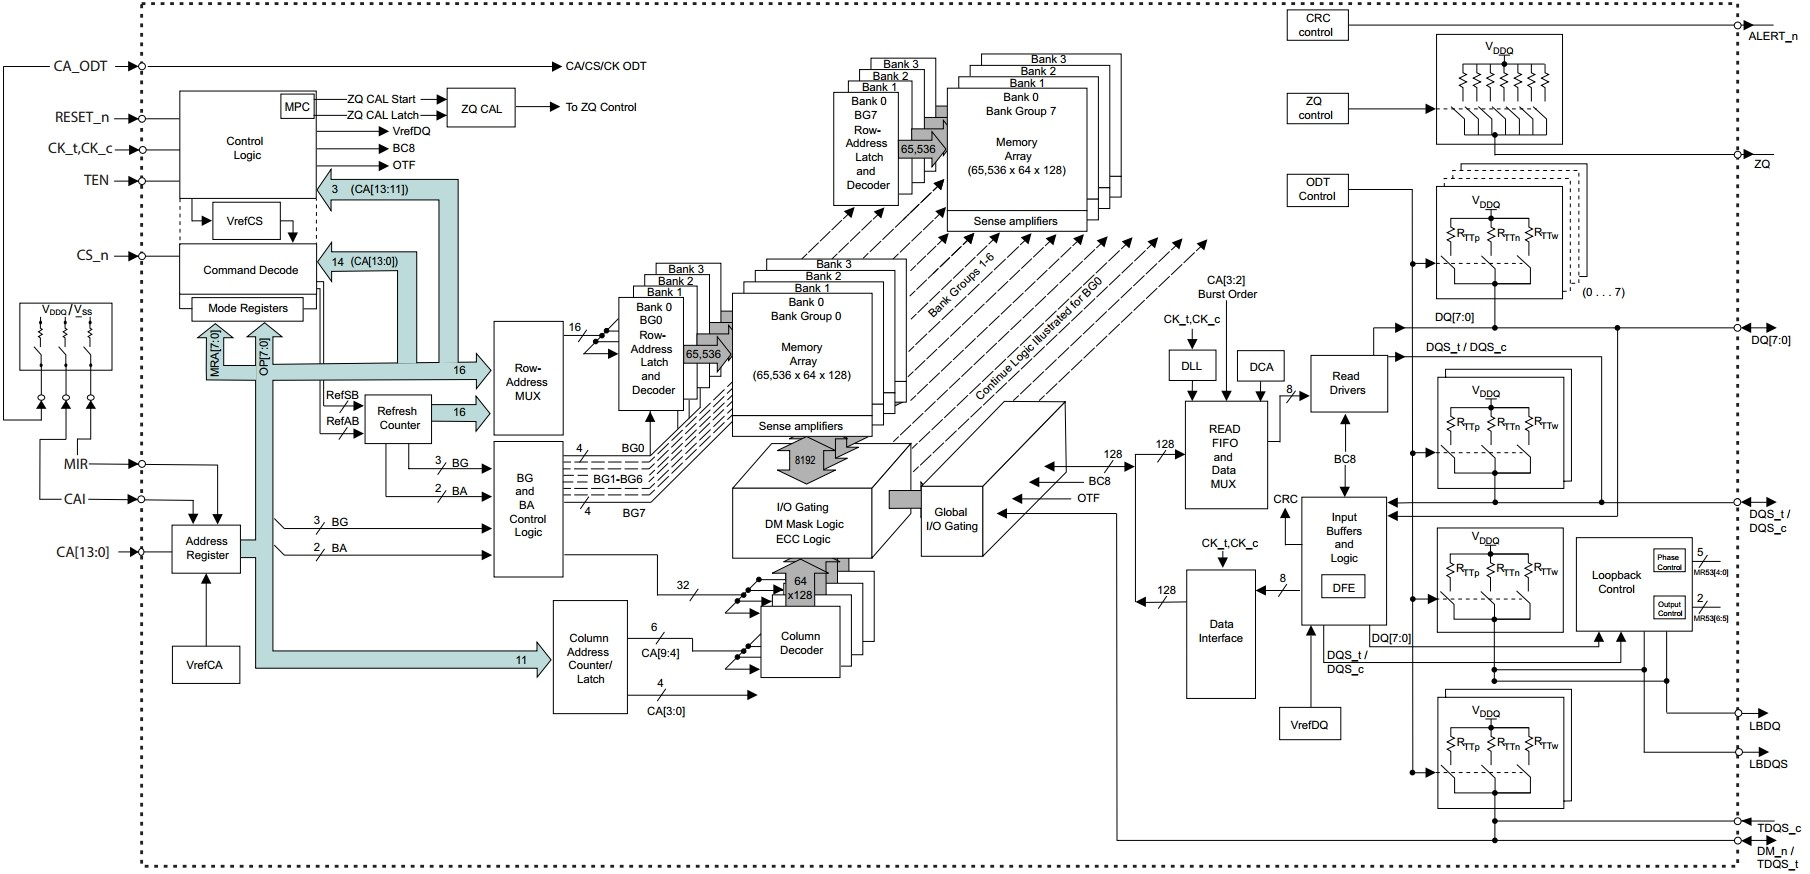 CRC
control
ALERT_n
VDDQ
CA_ODT
CA/CS/CK ODT
MPC
ZQ CAL Start
ZQ CAL Latch
ZQ CAL
To ZQ Control
RESET_n
Control
Logic
VrefDQ
BC8
OTF
CK_t,CK_c
TEN
3 (CA[13:11])
VrefCS
CS_n
Command Decode
14 (CA[13:0])
Mode Registers
VDDQ/VSS
MRA[7:0]
OP[7:0]
16
Row-
Address
MUX
RefSB
RefAB
Refresh
Counter
16
MIR
CAI
3 BG
2 BA
3 BG
2 BA
BG
and
BA
Control
Logic
CA[13:0]
Address
Register
VrefCA
11
Column
Address
Counter/
Latch
6
CA[9:4]
4
CA[3:0]
32
Column
Decoder
64
x128
16
Bank 3
Bank 2
Bank 1
Bank 0
BG0
Row-
Address
Latch
and
Decoder
65,536
Bank 3
Bank 2
Bank 1
Bank 0
Bank Group 0
Memory
Array
(65,536 x 64 x 128)
Sense amplifiers
4
BG0
BG1-BG6
4
BG7
8192
I/O Gating
DM Mask Logic
ECC Logic
Bank 3
Bank 2
Bank 1
Bank 0
BG7
Row-
Address
Latch
and
Decoder
65,536
Bank 3
Bank 2
Bank 1
Bank 0
Bank Group 7
Memory
Array
(65,536 x 64 x 128)
Sense amplifiers
Bank Groups 1-6
Continue Logic Illustrated for BG0
Global
I/O Gating
128
BC8
OTF
128
128
CA[3:2]
Burst Order
CK_t,CK_c
DLL
DCA
READ
FIFO
and
Data
MUX
8
Read
Drivers
BC8
CRC
Input
Buffers
and
Logic
DFE
CK_t,CK_c
8
Data
Interface
VrefDQ
DQ[7:0]
DQS_t /
DQS_c
ZQ
control
ZQ
ODT
Control
VDDQ
RTTp
RTTn
RTTw
(0 . . . 7)
DQ[7:0]
DQ[7:0]
DQS_t / DQS_c
VDDQ
RTTp
RTTn
RTTw
DQS_t /
DQS_c
VDDQ
RTTp
RTTn
RTTw
Loopback
Control
Phase
Control
5
MR53[4:0]
Output
Control
2
MR53[6:5]
VDDQ
RTTp
RTTn
RTTw
LBDQ
LBDQS
TDQS_c
DM_n /
TDQS_t